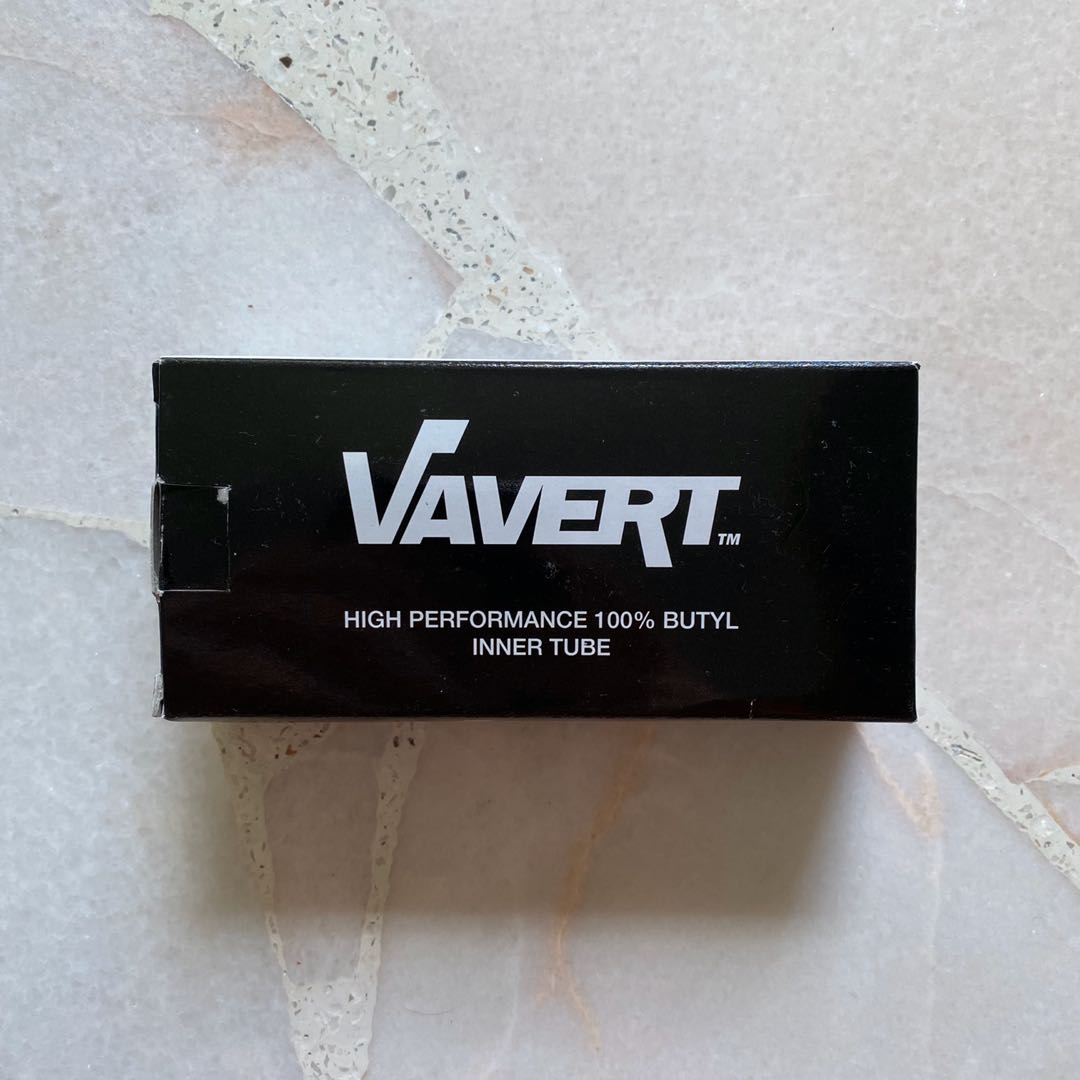 VAVERT™
HIGH PERFORMANCE 100% BUTYL
INNER TUBE